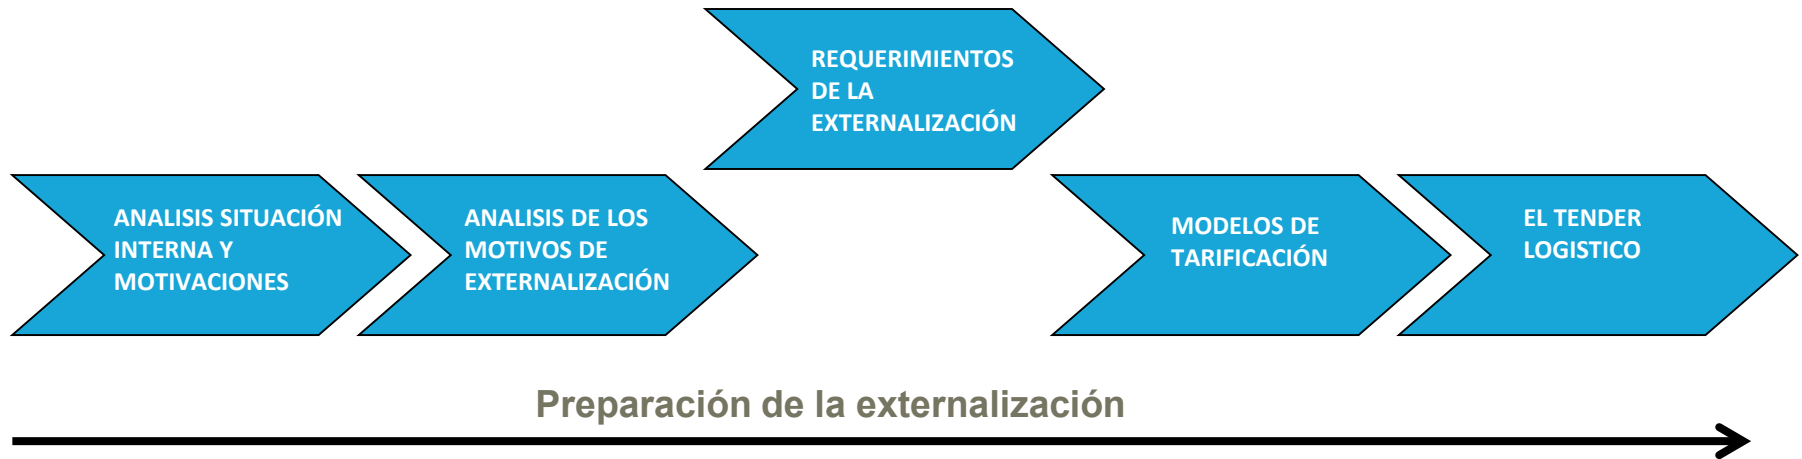 ANALISIS SITUACIÓN
INTERNA Y
MOTIVACIONES
ANALISIS DE LOS
MOTIVOS DE
EXTERNALIZACIÓN
REQUERIMIENTOS
DE LA
EXTERNALIZACIÓN
MODELOS DE
TARIFICACIÓN
EL TENDER
LOGISTICO
Preparación de la externalización